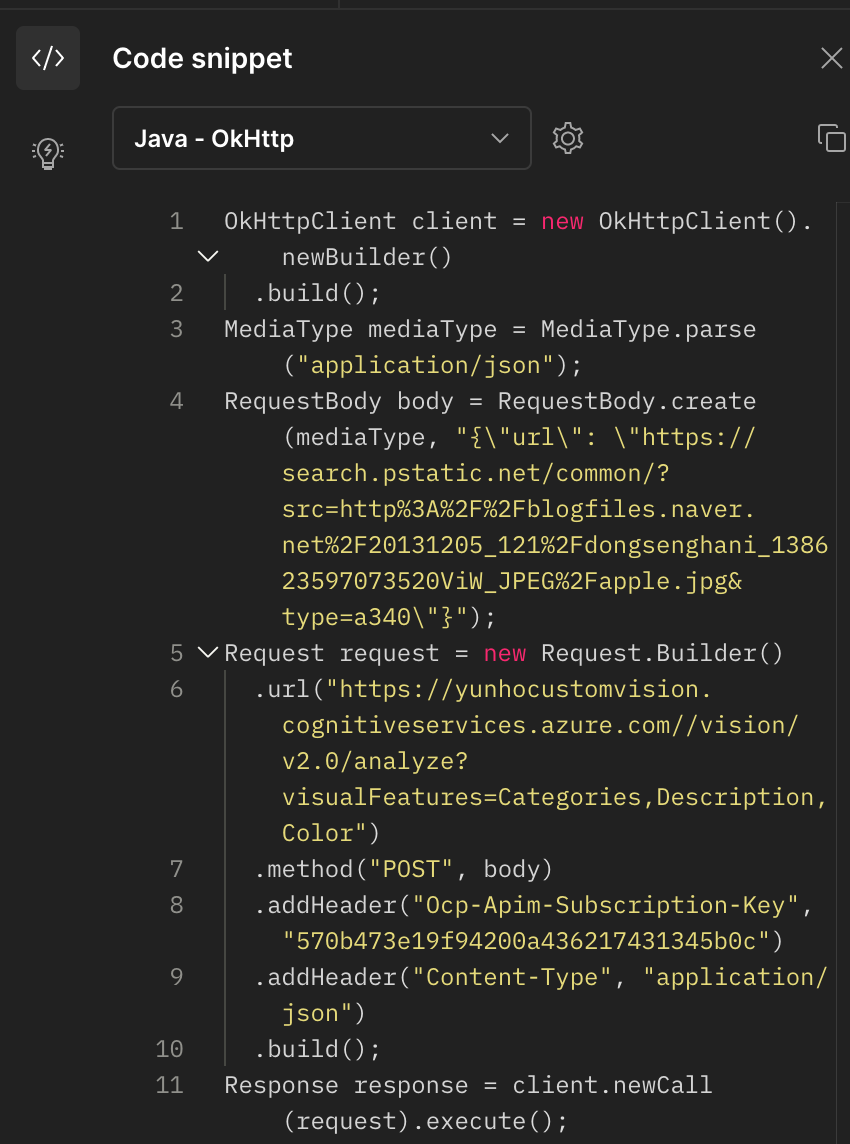 Code snippet
Java - OkHttp
1 OkHttpClient client = new OkHttpClient().
newBuilder()
2 .build();
3 MediaType mediaType = MediaType.parse
("application/json");
4 RequestBody body = RequestBody.create
(mediaType, "{\"url\": \"https://
search.pstatic.net/common/?
src=http%3A%2F%2Fblogfiles.naver.
net%2F20131205_121%2Fdongsenghani_1386
23597073520ViW_JPEG%2Fapple.jpg&
type=a340\"}");
5 Request request = new Request.Builder()
6 .url("https://yunhocustomvision.
cognitiveservices.azure.com//vision/
v2.0/analyze?
visualFeatures=Categories,Description,
Color")
7 .method("POST", body)
8 .addHeader("Ocp-Apim-Subscription-Key",
"570b473e19f94200a436217431345b0c")
9 .addHeader("Content-Type", "application/
json")
10 .build();
11 Response response = client.newCall
(request).execute();